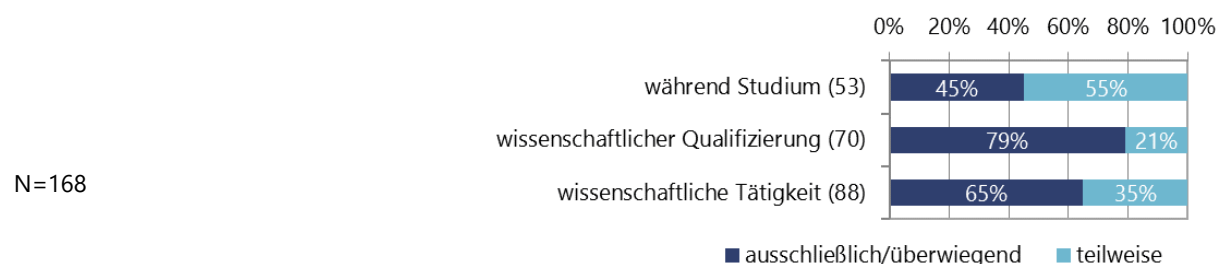 0% 20% 40% 60% 80% 100%
während Studium (53) 45% 55%
wissenschaftlicher Qualifizierung (70) 79% 21%
N=168
wissenschaftliche Tätigkeit (88) 65% 35%
ausschließlich/überwiegend teilweise